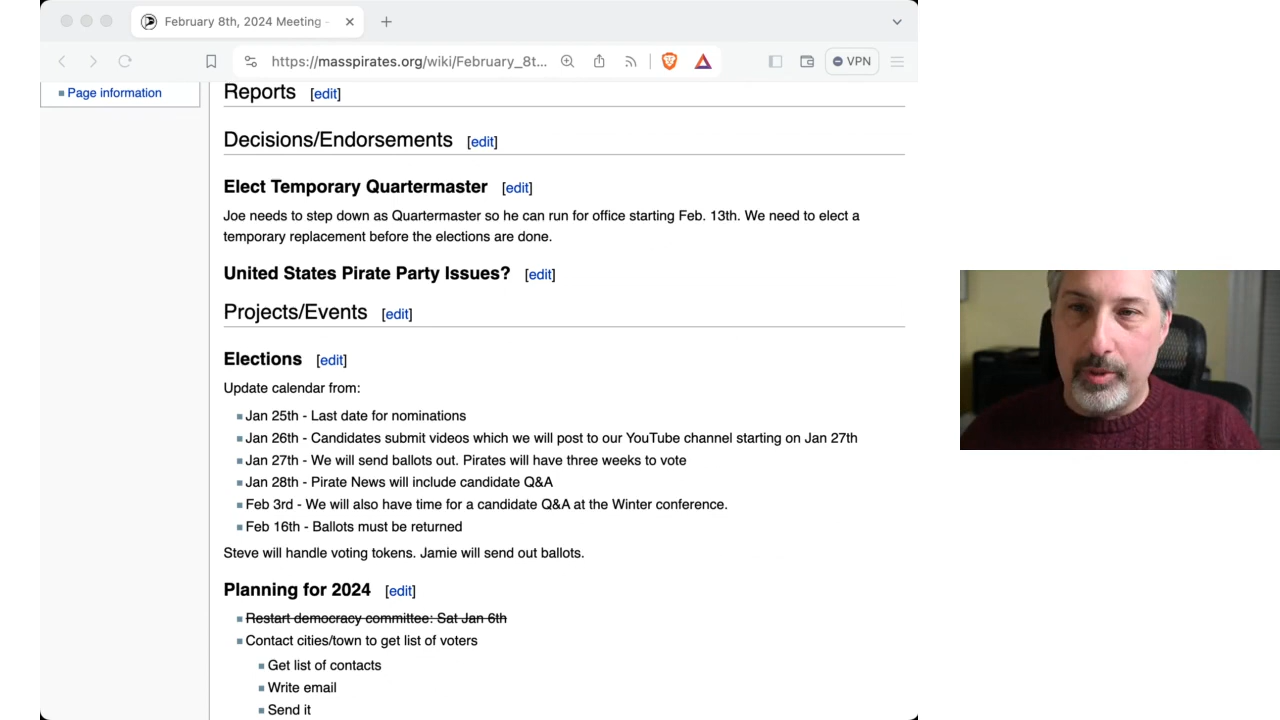 February 8th, 2024 Meeting -
https://masspirates.org/wiki/February_8t...
VPN
Page information
Reports [edit]
Decisions/Endorsements [edit]
Elect Temporary Quartermaster [edit]
Joe needs to step down as Quartermaster so he can run for office starting Feb. 13th. We need to elect a
temporary replacement before the elections are done.
United States Pirate Party Issues? [edit]
Projects/Events [edit]
Elections [edit]
Update calendar from:
Jan 25th - Last date for nominations
Jan 26th - Candidates submit videos which we will post to our YouTube channel starting on Jan 27th
Jan 27th - We will send ballots out. Pirates will have three weeks to vote
Jan 28th - Pirate News will include candidate Q&A
Feb 3rd - We will also have time for a candidate Q&A at the Winter conference.
Feb 16th - Ballots must be returned
Steve will handle voting tokens. Jamie will send out ballots.
Planning for 2024 [edit]
Restart democracy committee: Sat Jan 6th
Contact cities/town to get list of voters
Get list of contacts
Write email
Send it